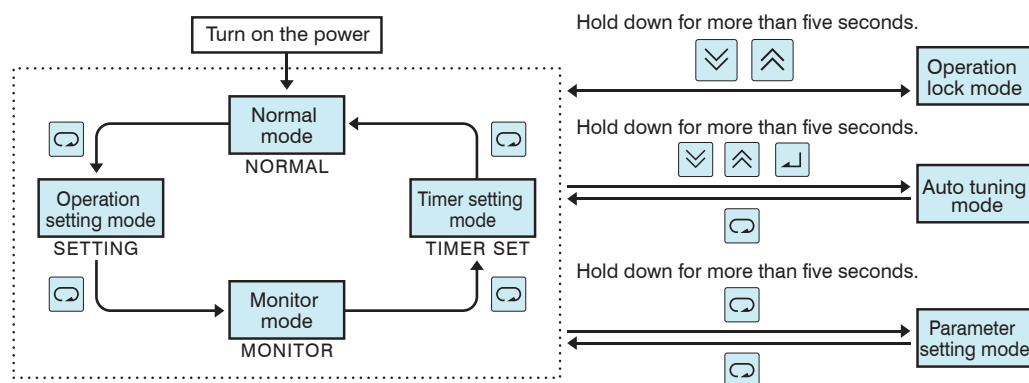 Turn on the power
Normal
mode
NORMAL
Operation
setting mode
SETTING
Timer setting
mode
TIMER SET
Monitor
mode
MONITOR
Hold down for more than five seconds.
Operation
lock mode
Hold down for more than five seconds.
Auto tuning
mode
Hold down for more than five seconds.
Parameter
setting mode